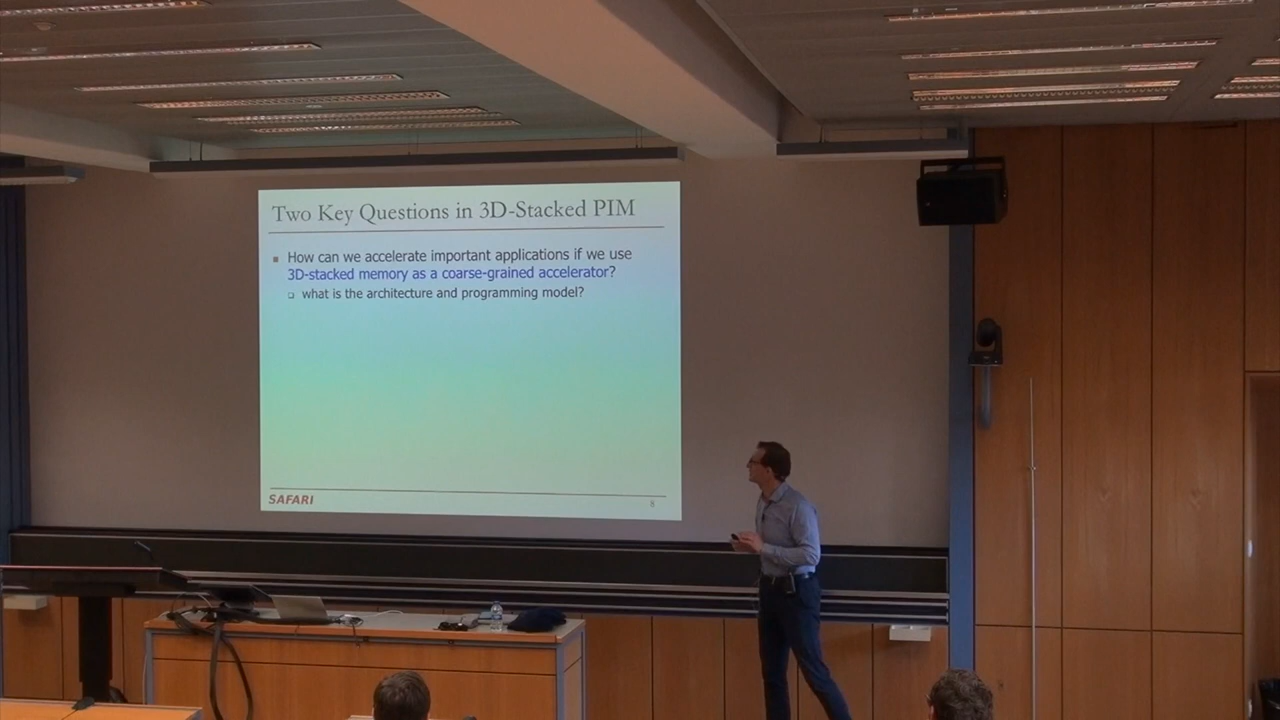 Two Key Questions in 3D-Stacked PIM
How can we accelerate important applications if we use
3D-stacked memory as a coarse-grained accelerator?
what is the architecture and programming model?
SAFARI
8